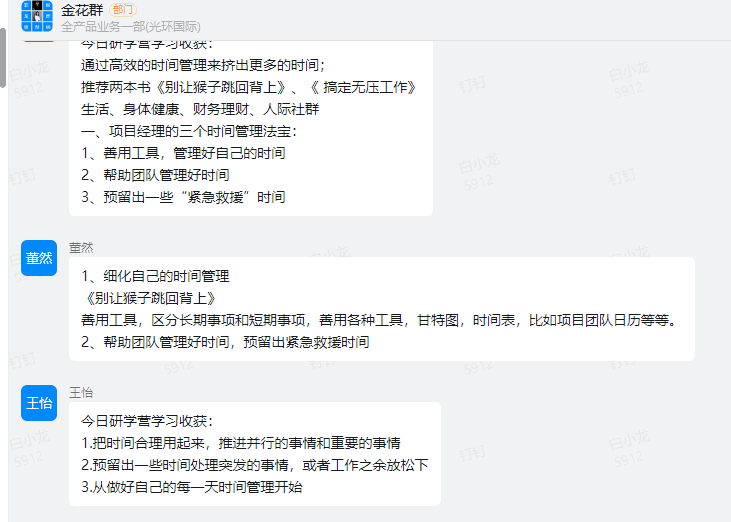 金花群 部门
全产品业务一部(光环国际)
今日研学营学习收获：
通过高效的时间管理来挤出更多的时间；
推荐两本书《别让猴子跳回背上》、《 搞定无压工作》
生活、身体健康、财务理财、人际社群
一、项目经理的三个时间管理法宝：
1、善用工具，管理好自己的时间
2、帮助团队管理好时间
3、预留出一些“紧急救援”时间
董然
董然
1、细化自己的时间管理
《别让猴子跳回背上》
善用工具，区分长期事项和短期事项，善用各种工具，甘特图，时间表，比如项目团队日历等等。
2、帮助团队管理好时间，预留出紧急救援时间
王怡
王怡
今日研学营学习收获：
1.把时间合理用起来，推进并行的事情和重要的事情
2.预留出一些时间处理突发的事情，或者工作之余放松下
3.从做好自己的每一天时间管理开始
白小龙
5912
钉钉